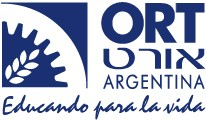 ORT
אורט
ARGENTINA
Educando para la vida